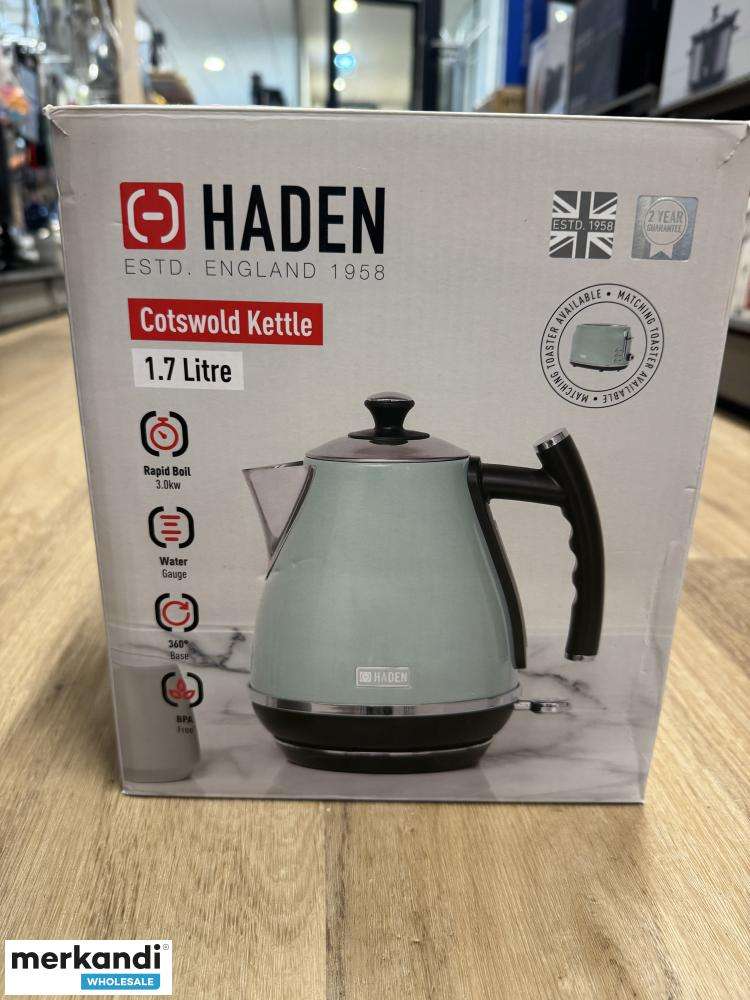 HADEN
ESTD. ENGLAND 1958
ESTD. 1958
2 YEAR
GUARANTEE
Cotswold Kettle
1.7 Litre
MATCHING TOASTER AVAILABLE • MATCHING TOASTER AVAILABLE •
Rapid Boil
3.0kw
Water
Gauge
360°
Base
BPA
Free
HADEN
merkandi®
WHOLESALE